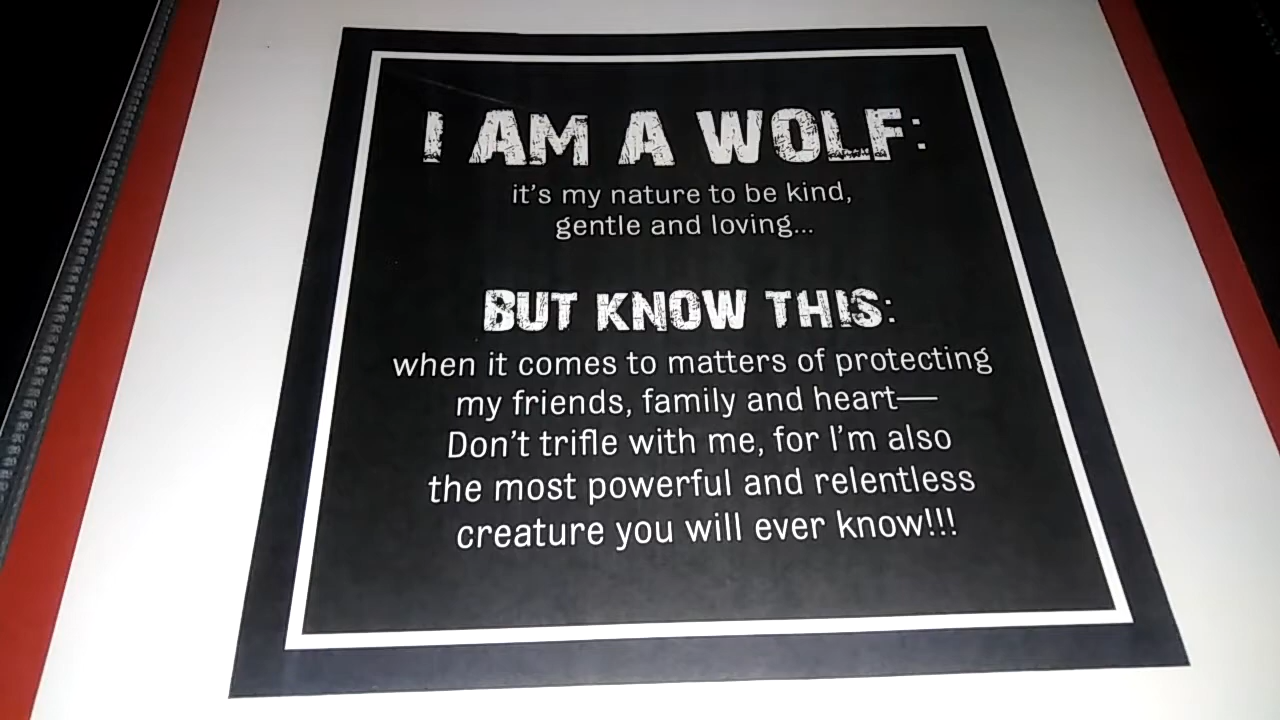 I AM A WOLF:
it's my nature to be kind,
gentle and loving...
BUT KNOW THIS:
when it comes to matters of protecting
my friends, family and heart—
Don't trifle with me, for I'm also
the most powerful and relentless
creature you will ever know!!!